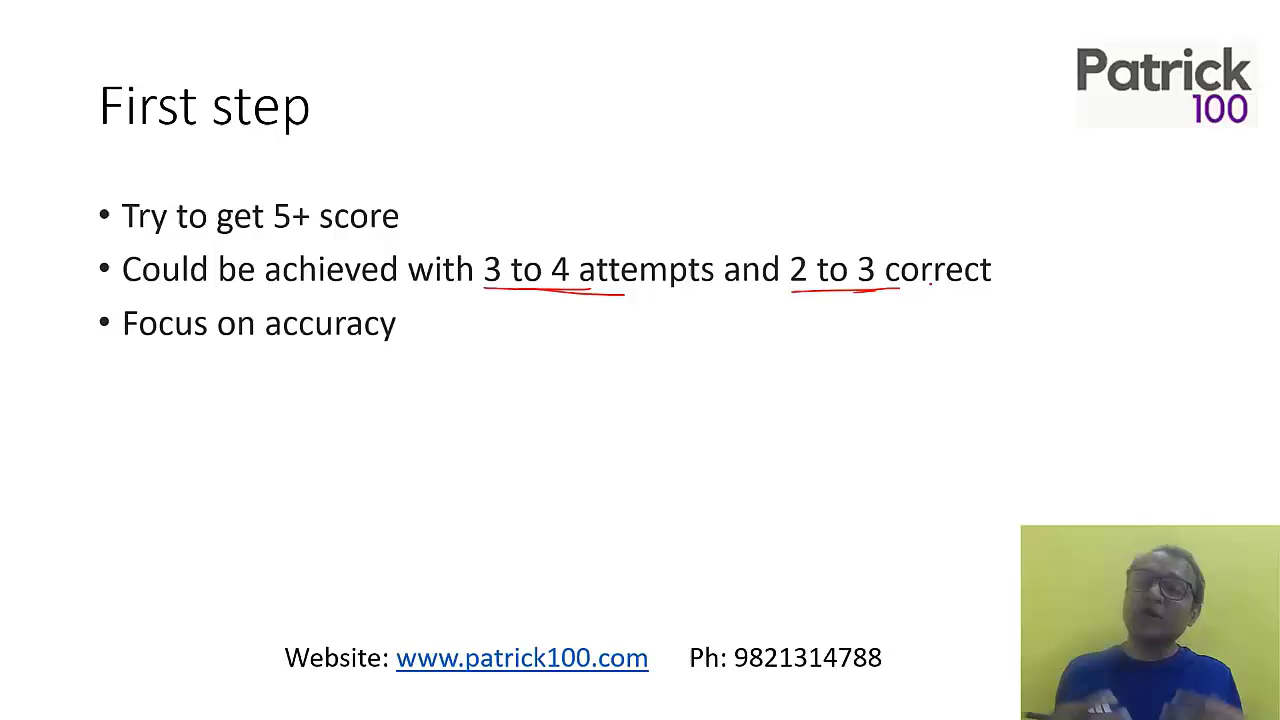 Patrick
100
First step
• Try to get 5+ score
• Could be achieved with 3 to 4 attempts and 2 to 3 correct
• Focus on accuracy
Website: www.patrick100.com Ph: 9821314788